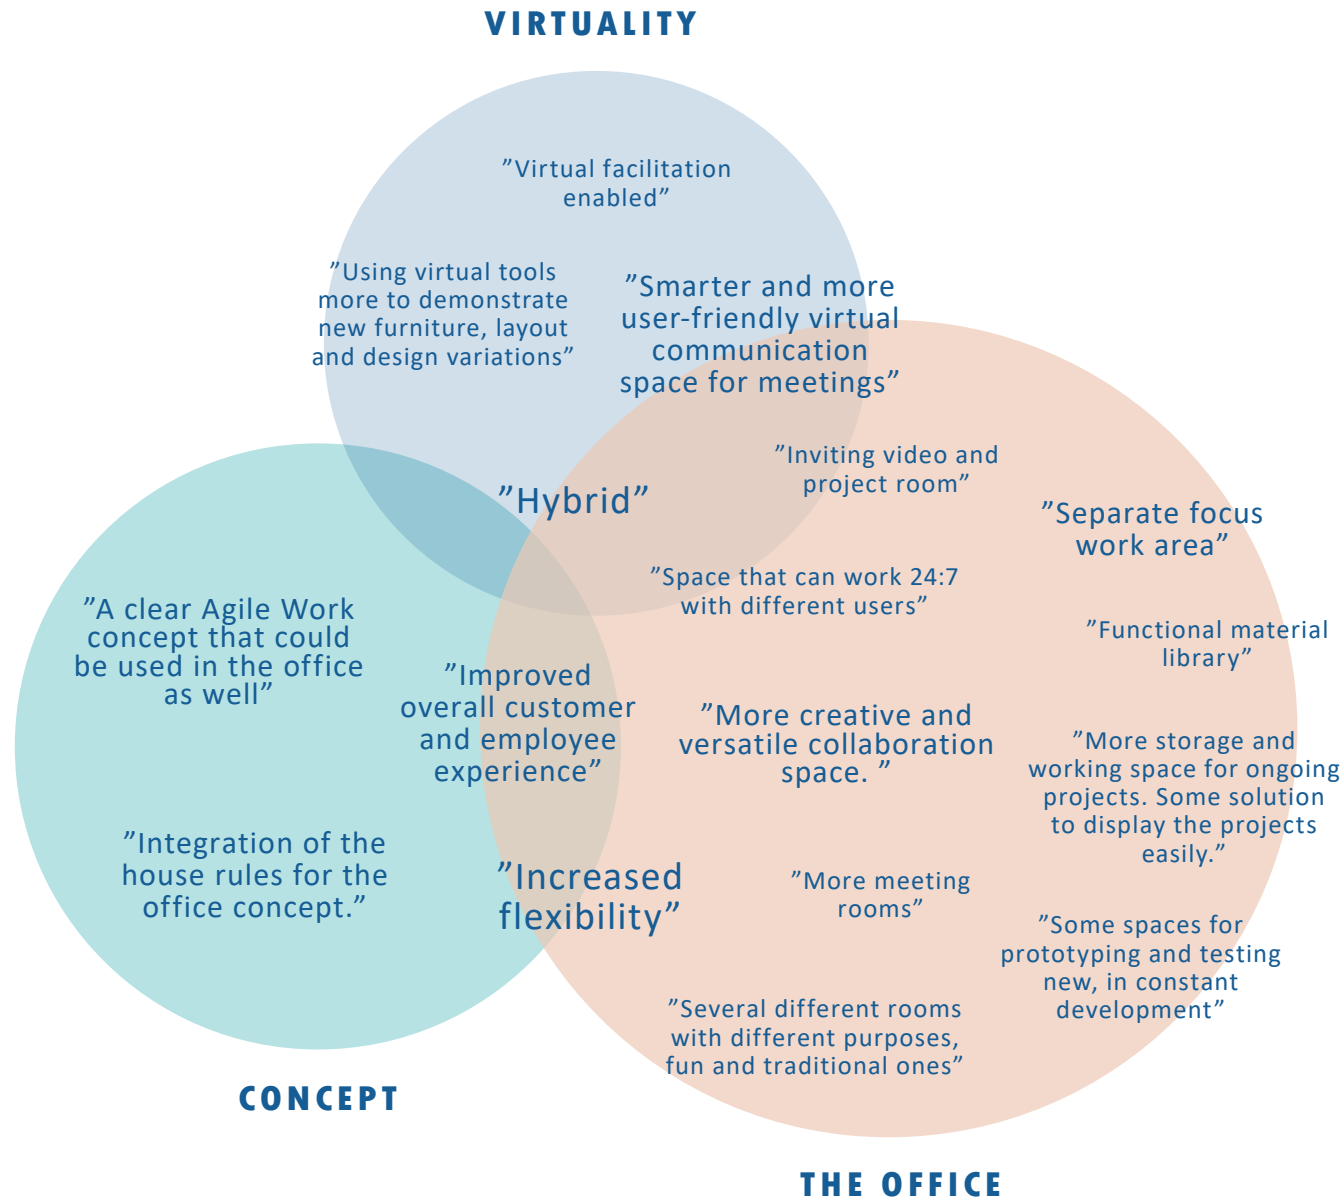 VIRTUALITY
”Virtual facilitation
enabled”
”Using virtual tools
more to demonstrate
new furniture, layout
and design variations”
”Smarter and more
user-friendly virtual
communication
space for meetings”
”Inviting video and
project room”
”Hybrid”
”Separate focus
work area”
”Space that can work 24:7
with different users”
”A clear Agile Work
concept that could
be used in the office
as well”
”Functional material
library”
”Improved
overall customer
and employee
experience”
”More creative and
versatile collaboration
space. ”
”More storage and
working space for ongoing
projects. Some solution
to display the projects
easily.”
”Integration of the
house rules for the
office concept.”
”Increased
flexibility”
”More meeting
rooms”
”Some spaces for
prototyping and testing
new, in constant
development”
”Several different rooms
with different purposes,
fun and traditional ones”
CONCEPT
THE OFFICE